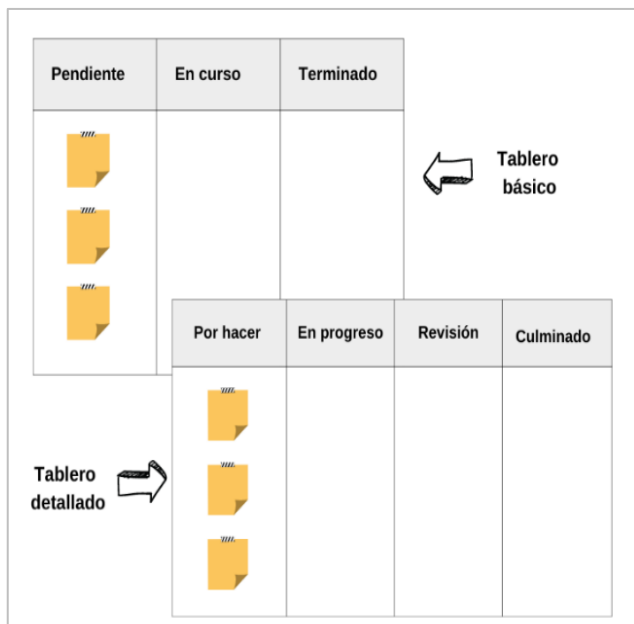 Pendiente
En curso
Terminado
Tablero
básico
Por hacer
En progreso
Revisión
Culminado
Tablero
detallado